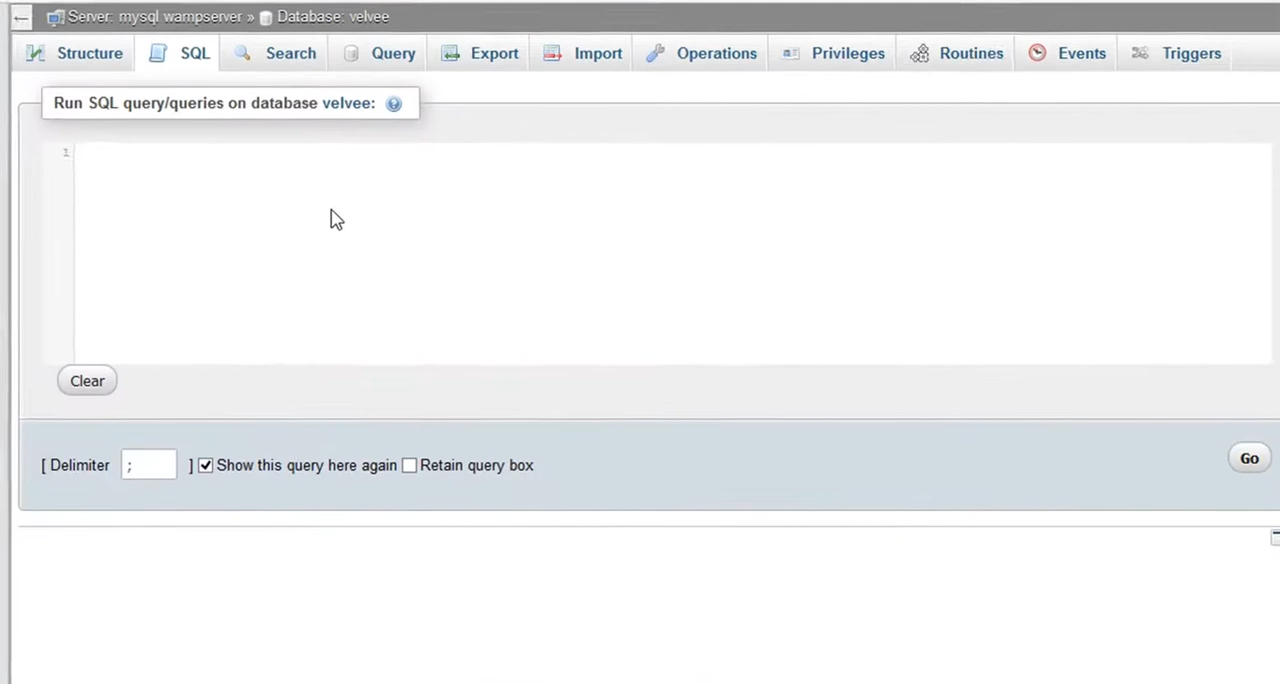 Server: mysql wampserver » Database: velvee
Structure SQL Search Query Export Import Operations Privileges Routines Events Triggers
Run SQL query/queries on database velvee:
1
Clear
[ Delimiter ; ] Show this query here again Retain query box
Go